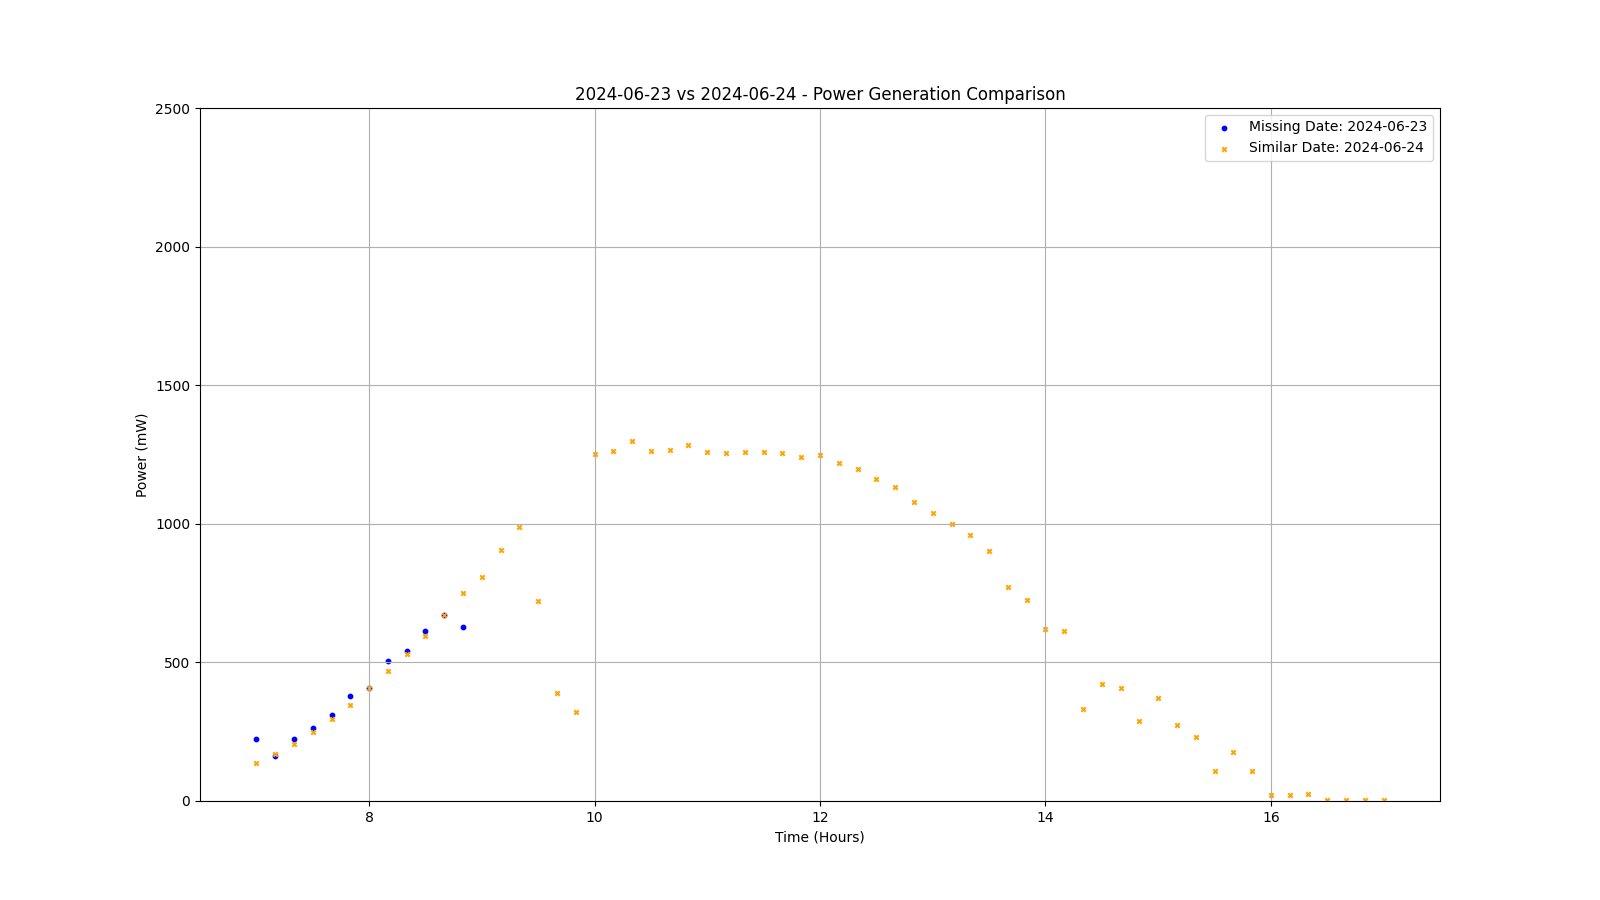 2024-06-23 vs 2024-06-24 - Power Generation Comparison
Missing Date: 2024-06-23
Similar Date: 2024-06-24
2500
2000
1500
1000
500
0
Power (mW)
8 10 12 14 16
Time (Hours)